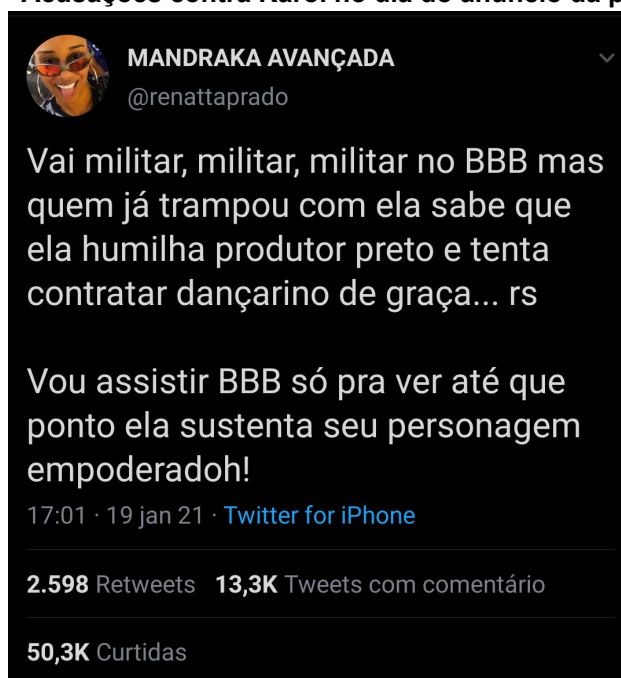 MANDRAKA AVANÇADA
@renattaprado
Vai militar, militar, militar no BBB mas
quem já trampou com ela sabe que
ela humilha produtor preto e tenta
contratar dançarino de graça... rs
Vou assistir BBB só pra ver até que
ponto ela sustenta seu personagem
empoderadoh!
17:01 · 19 jan 21 · Twitter for iPhone
2.598 Retweets 13,3K Tweets com comentário
50,3K Curtidas